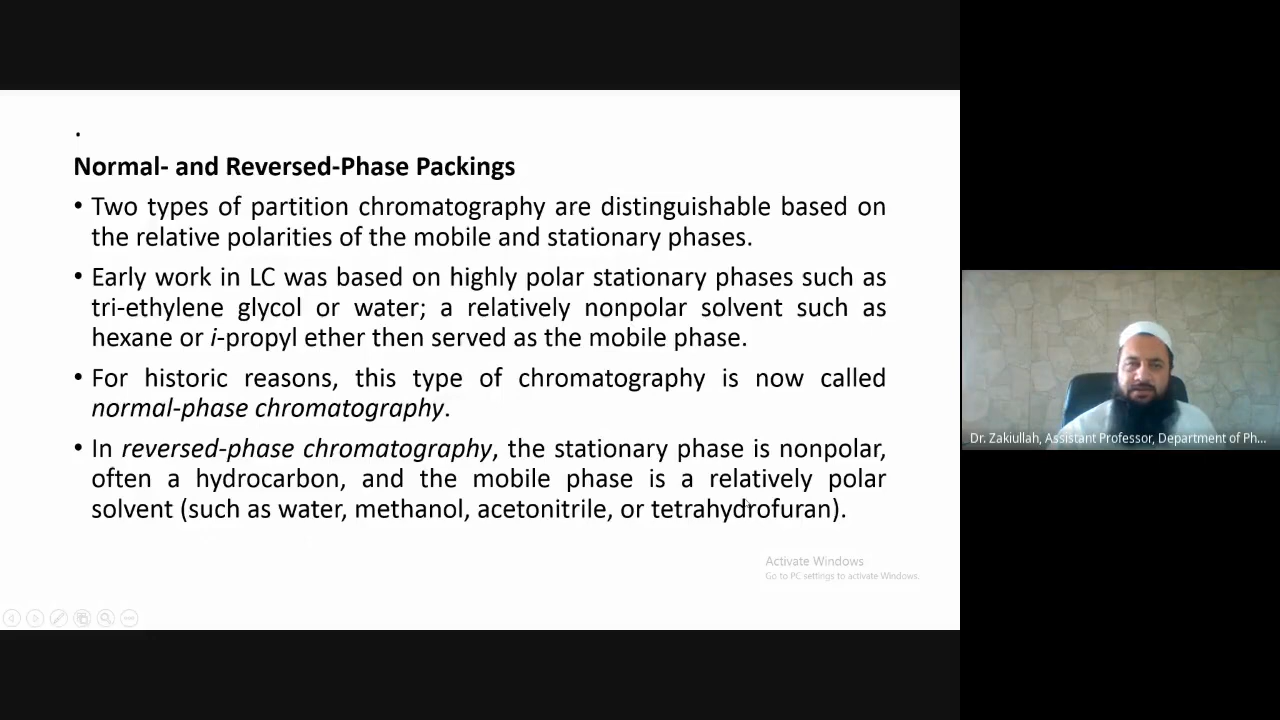 .
Normal- and Reversed-Phase Packings
• Two types of partition chromatography are distinguishable based on
the relative polarities of the mobile and stationary phases.
• Early work in LC was based on highly polar stationary phases such as
tri-ethylene glycol or water; a relatively nonpolar solvent such as
hexane or i-propyl ether then served as the mobile phase.
• For historic reasons, this type of chromatography is now called
normal-phase chromatography.
• In reversed-phase chromatography, the stationary phase is nonpolar,
often a hydrocarbon, and the mobile phase is a relatively polar
solvent (such as water, methanol, acetonitrile, or tetrahydrofuran).
Activate Windows
Go to PC settings to activate Windows.
Dr. Zakiullah, Assistant Professor, Department of Ph...